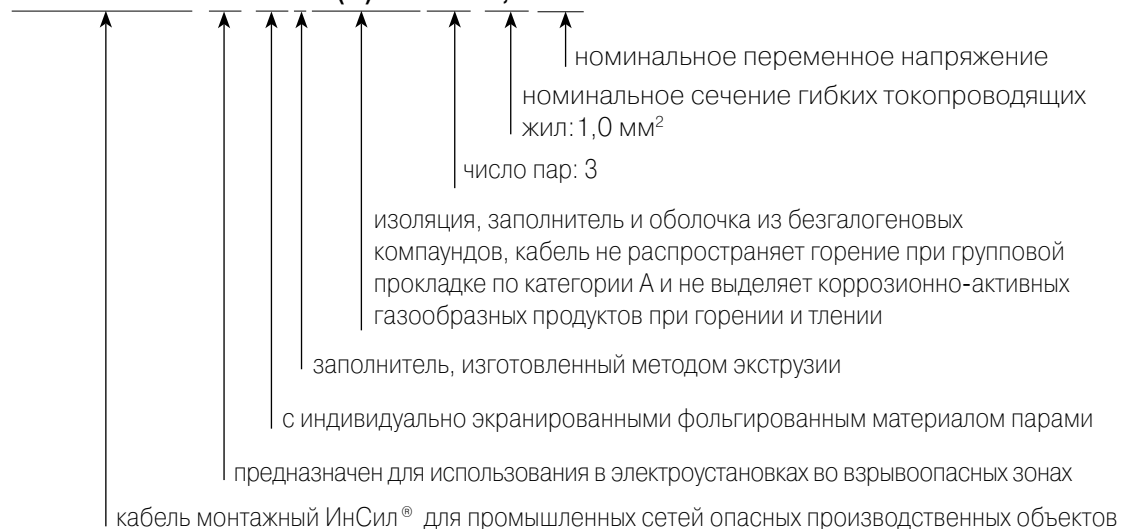 номинальное переменное напряжение
номинальное сечение гибких токопроводящих
жил: 1,0 мм²
число пар: 3
изоляция, заполнитель и оболочка из безгалогеновых
компаундов, кабель не распространяет горение при групповой
прокладке по категории А и не выделяет коррозионно-активных
газообразных продуктов при горении и тлении
заполнитель, изготовленный методом экструзии
с индивидуально экранированными фольгированным материалом парами
предназначен для использования в электроустановках во взрывоопасных зонах
кабель монтажный ИнСил® для промышленных сетей опасных производственных объектов